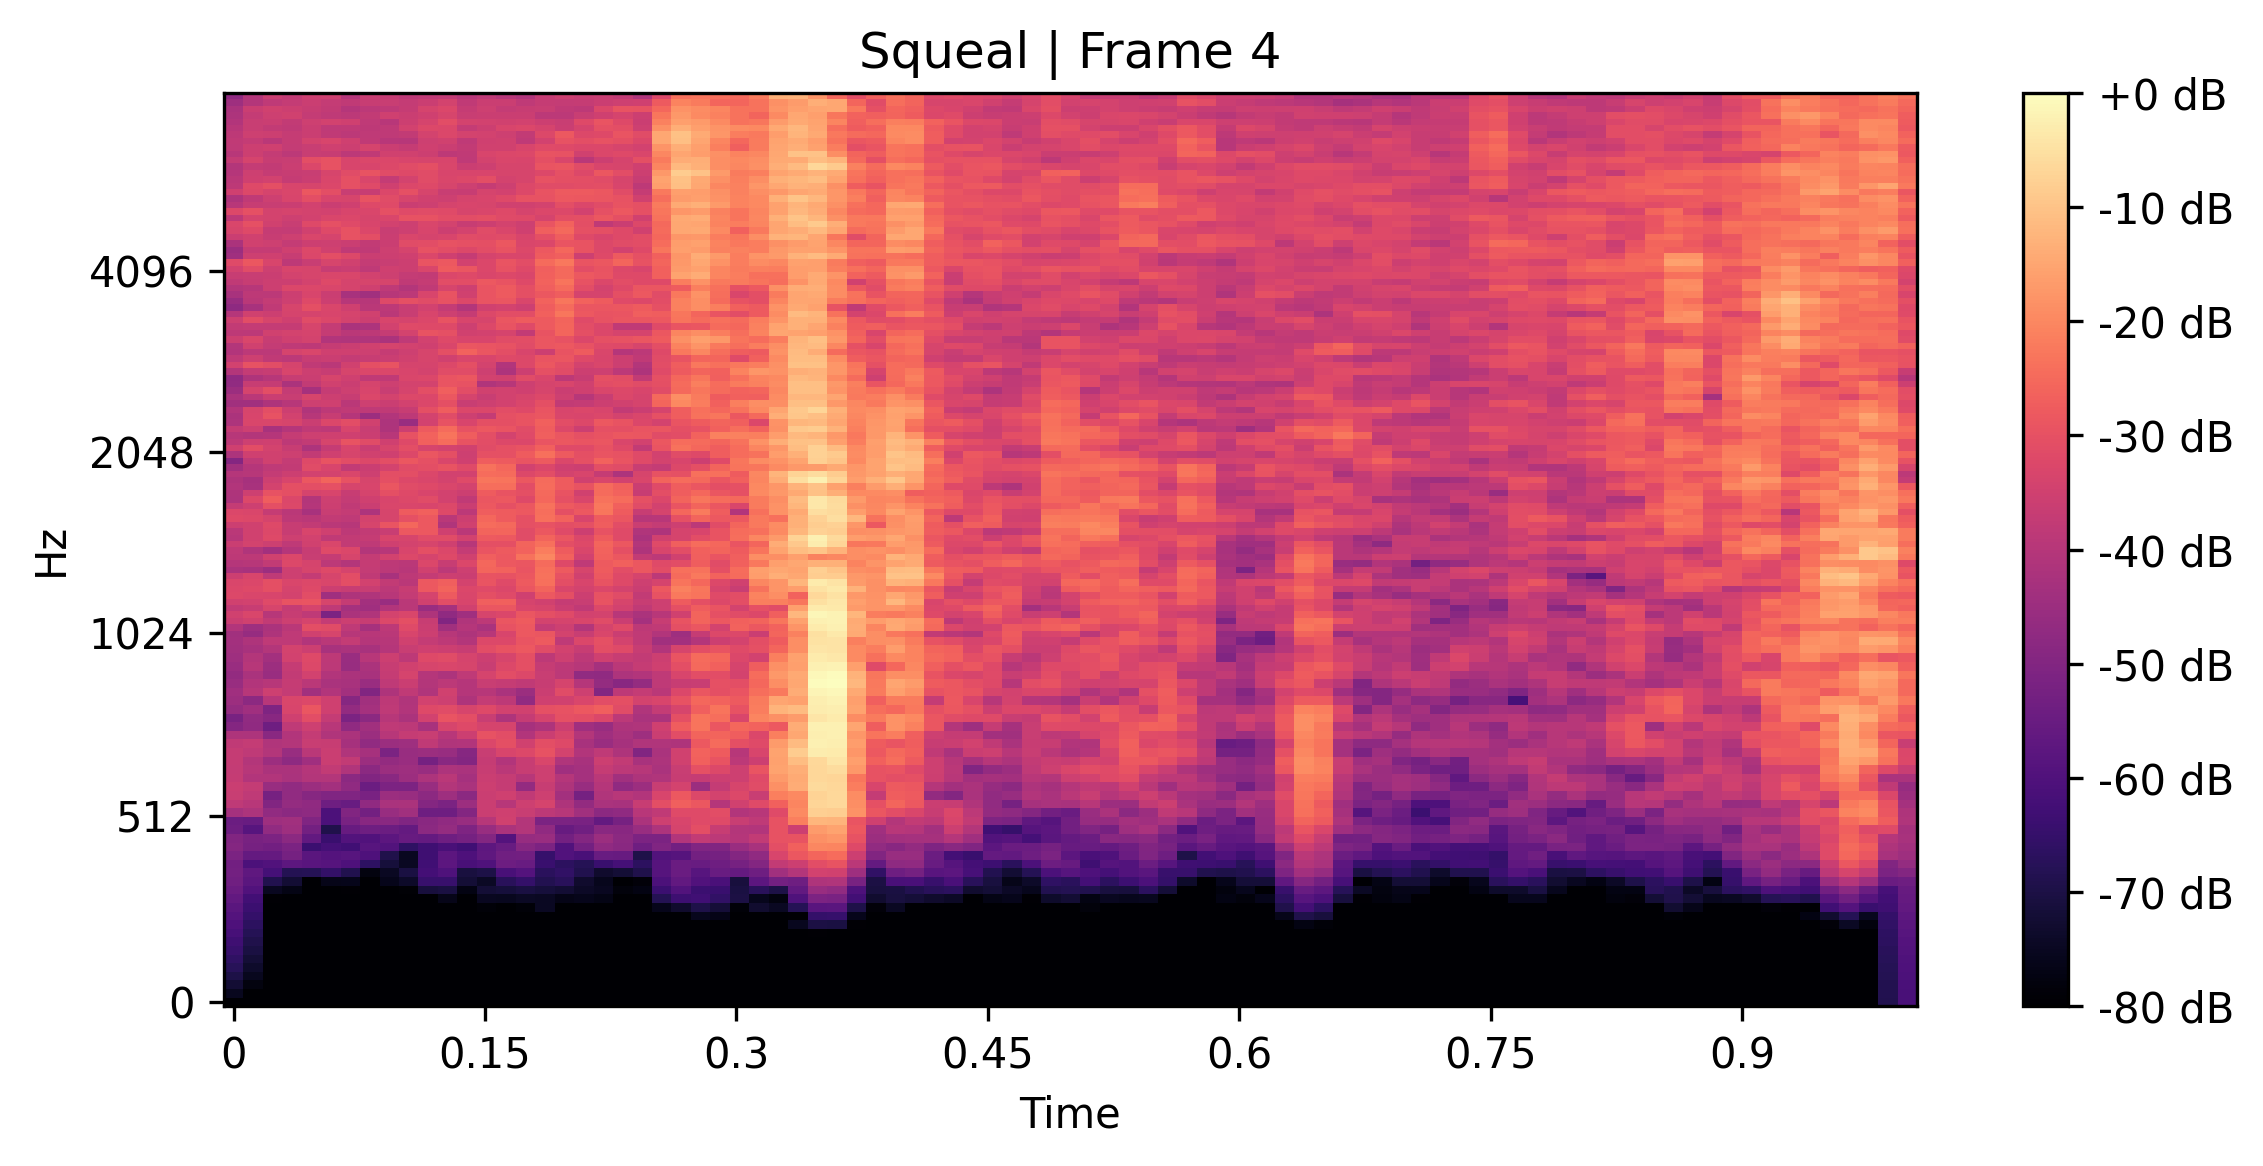 Squeal | Frame 4
+0 dB
-10 dB
-20 dB
-30 dB
-40 dB
-50 dB
-60 dB
-70 dB
-80 dB
4096
2048
1024
512
0
Hz
0 0.15 0.3 0.45 0.6 0.75 0.9
Time